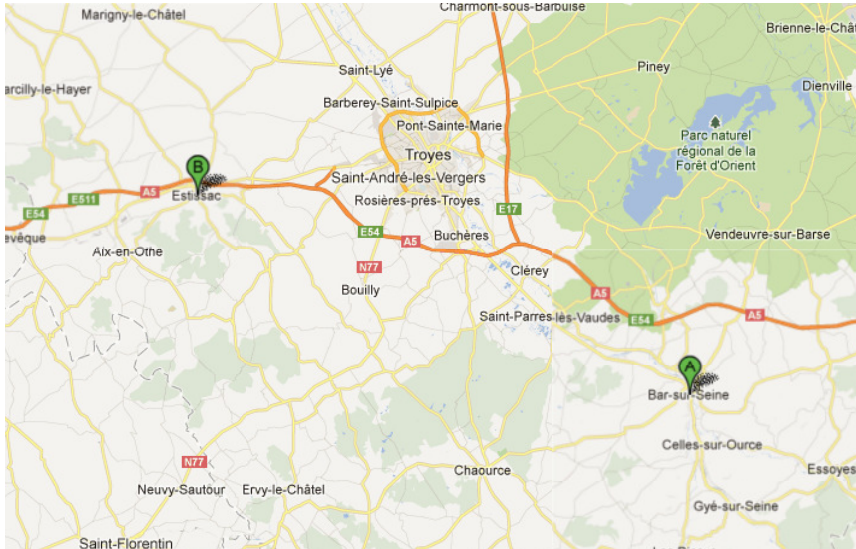 Charmont-sous-Barbuise
Marigny-le-Châtel
Brienne-le-Chât
Saint-Lyé
Piney
Dienville
arcilly-le-Hayer
Barberey-Saint-Sulpice
Pont-Sainte-Marie
Parc naturel
régional de la
Forêt d'Orient
Troyes
B
Saint-André-les-Vergers
Estissac
A5
E511
Rosières-prés-Troyes
E54
E17
evêque
E54
A5
Buchères
Vendeuvre-sur-Barse
Aix-en-Othe
N77
Clérey
Bouilly
A5
Saint-Parres-lès-Vaudes
E54
A5
A
Bar-sur-Seine
Celles-sur-Ource
N77
Chaource
Essoyes
Neuvy-Sautour
Ervy-le-Châtel
Gyé-sur-Seine
Saint-Florentin